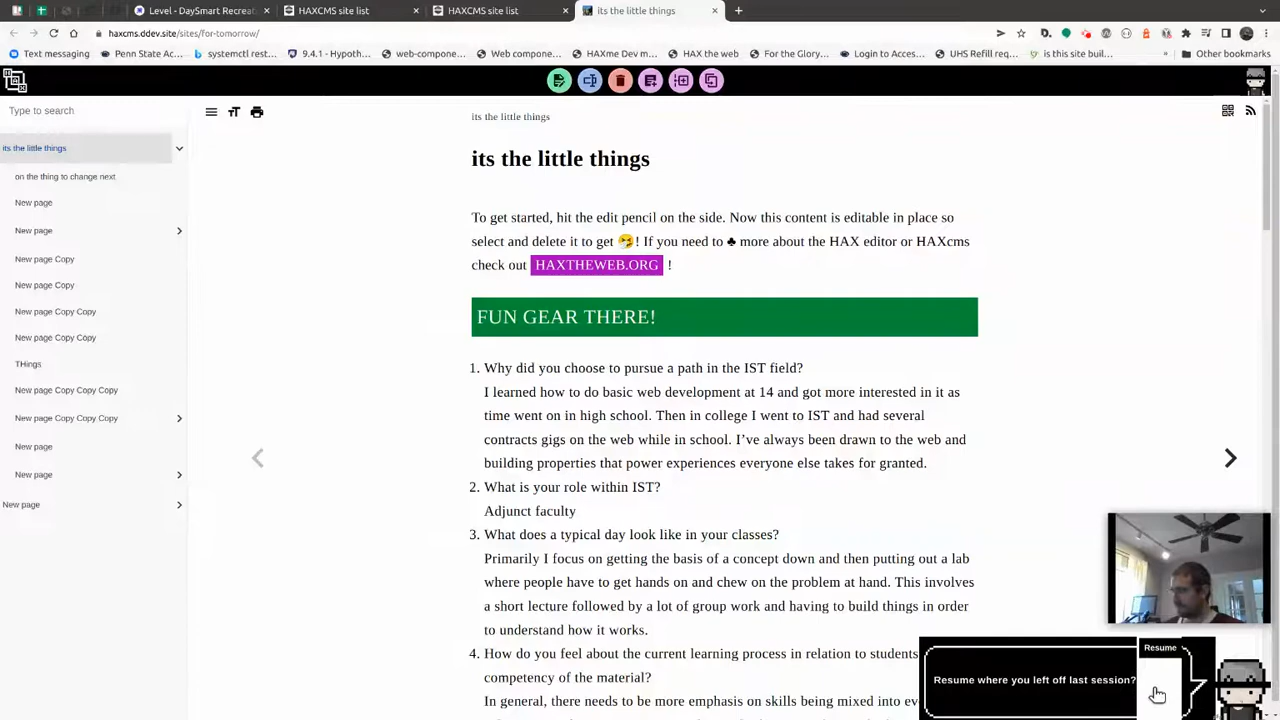 Level - DaySmart Recreat
HAXCMS site list
HAXCMS site list
its the little things
haxcms.ddev.site/sites/for-tomorrow/
Text messaging
Penn State Ac...
systemctl rest...
9.4.1 - Hypoth...
web-compone...
Web compone...
HAXme Dev m...
HAX the web
For the Glory...
Login to Acces...
UHS Refill req...
is this site buil...
Other bookmarks
Type to search
its the little things
on the thing to change next
New page
New page
New page Copy
New page Copy
New page Copy Copy
New page Copy Copy
THings
New page Copy Copy Copy
New page Copy Copy Copy
New page
New page
New page
its the little things
its the little things
To get started, hit the edit pencil on the side. Now this content is editable in place so
select and delete it to get 🤧! If you need to ♣ more about the HAX editor or HAXcms
check out HAXTHEWEB.ORG !
FUN GEAR THERE!
1. Why did you choose to pursue a path in the IST field?
I learned how to do basic web development at 14 and got more interested in it as
time went on in high school. Then in college I went to IST and had several
contracts gigs on the web while in school. I’ve always been drawn to the web and
building properties that power experiences everyone else takes for granted.
2. What is your role within IST?
Adjunct faculty
3. What does a typical day look like in your classes?
Primarily I focus on getting the basis of a concept down and then putting out a lab
where people have to get hands on and chew on the problem at hand. This involves
a short lecture followed by a lot of group work and having to build things in order
to understand how it works.
4. How do you feel about the current learning process in relation to students
competency of the material?
In general, there needs to be more emphasis on skills being mixed into ev
Resume
Resume where you left off last session?